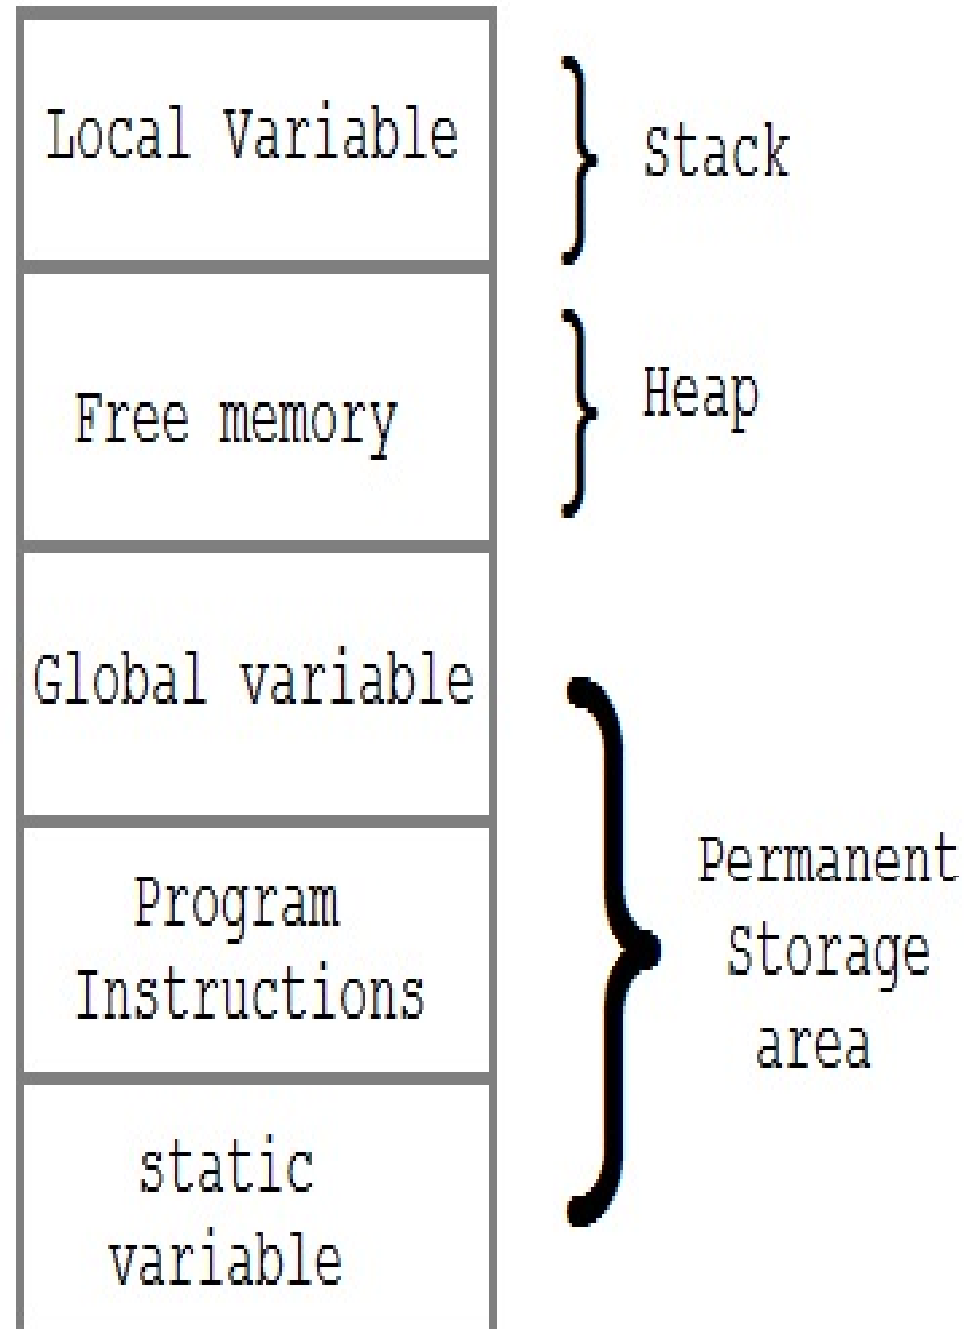 Local Variable
Stack
Free memory
Heap
Global variable
Program
Instructions
Permanent
Storage
area
static
variable